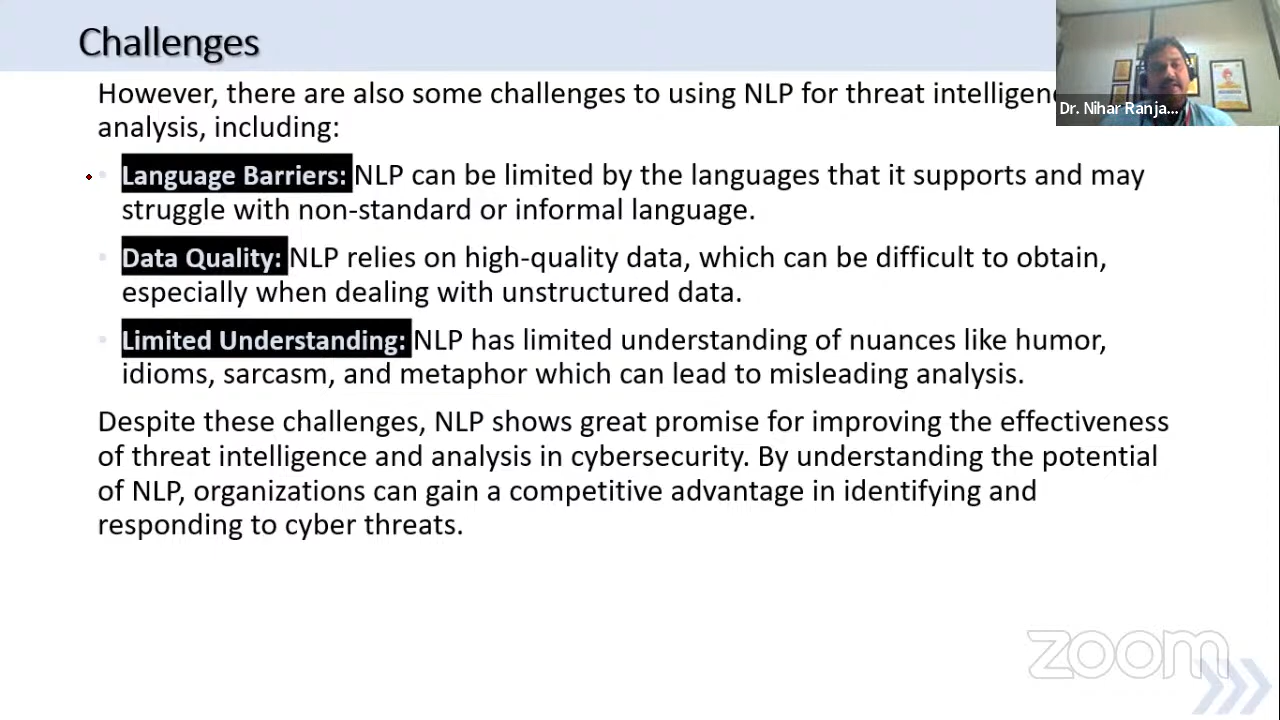 Challenges
However, there are also some challenges to using NLP for threat
analysis, including:
Dr. Nihar Ranja...
Language Barriers: NLP can be limited by the languages that it supports and may
struggle with non-standard or informal language.
Data Quality: NLP relies on high-quality data, which can be difficult to obtain,
especially when dealing with unstructured data.
Limited Understanding: NLP has limited understanding of nuances like humor,
idioms, sarcasm, and metaphor which can lead to misleading analysis.
Despite these challenges, NLP shows great promise for improving the effectiveness
of threat intelligence and analysis in cybersecurity. By understanding the potential
of NLP, organizations can gain a competitive advantage in identifying and
responding to cyber threats.
zoom